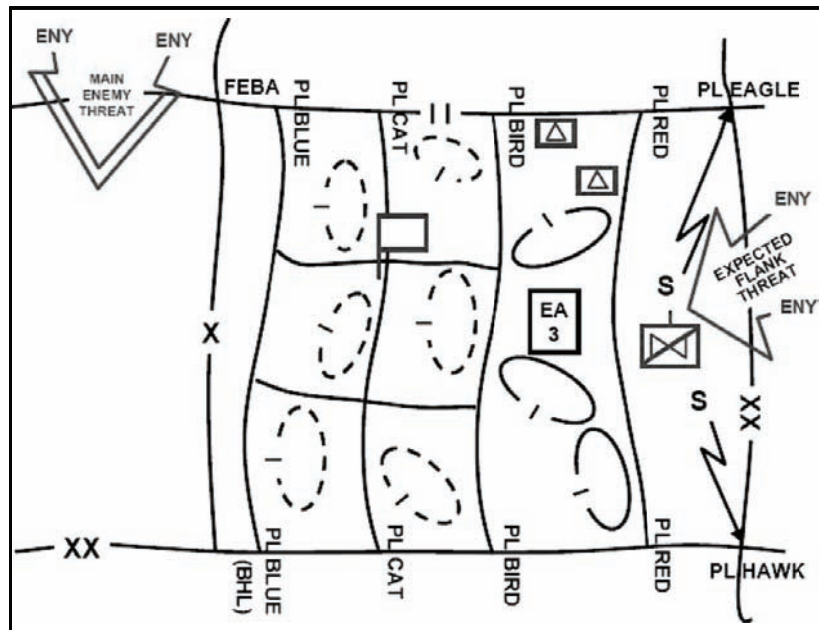 ENY
ENY
MAIN
ENEMY
THREAT
FEBA
PL BLUE
PL CAT
II
PL BIRD
PL RED
PL EAGLE
I
I
I
ENY
EXPECTED
FLANK
THREAT
ENY
S
X
I
I
EA
3
I
S
XX
I
I
I
XX
PL BLUE
(BHL)
PL CAT
PL BIRD
PL RED
PL HAWK